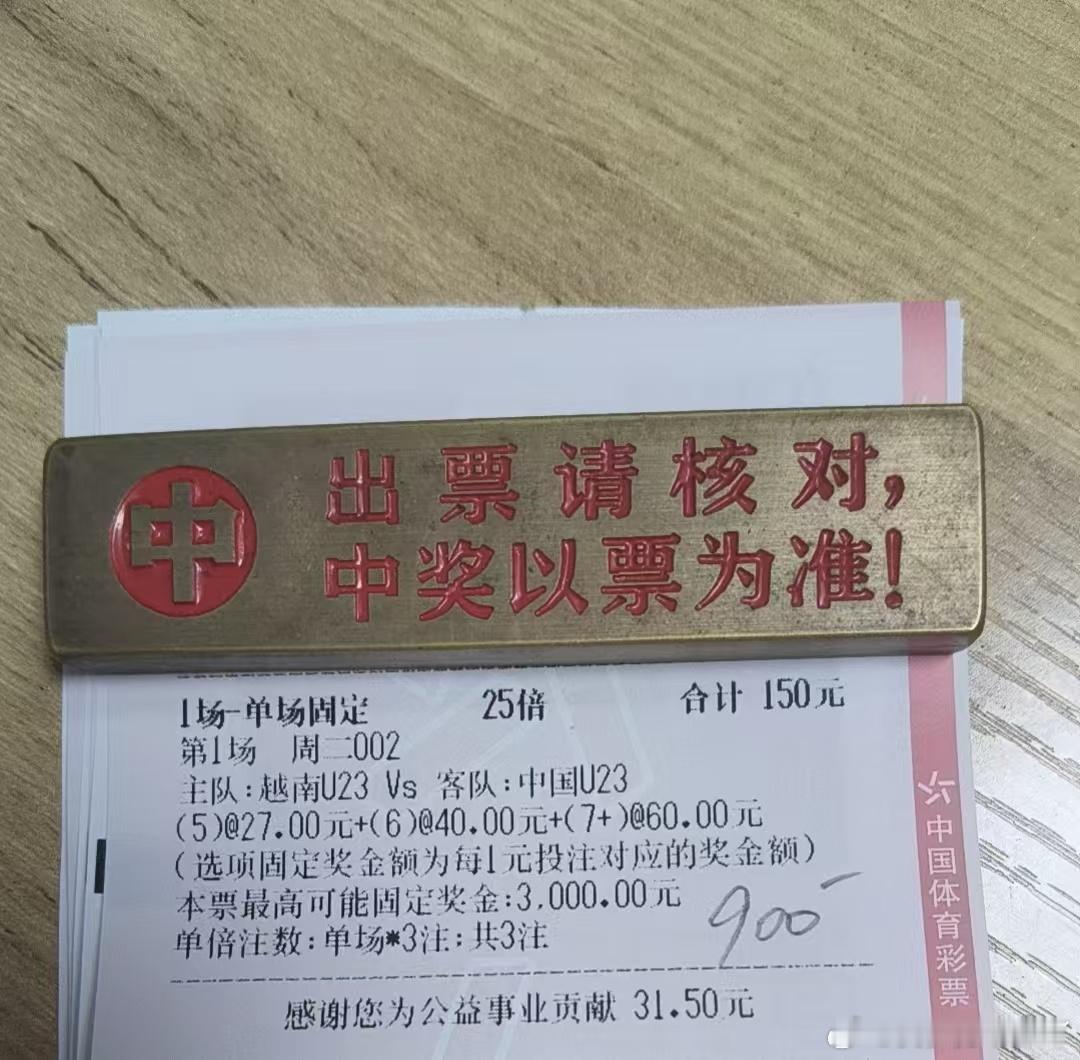 中 出票请核对,
中奖以票为准!
1场-单场固定 25倍 合计 150元
第1场 周二002
主队:越南U23 Vs 客队:中国U23
(5)@27.00元+(6)@40.00元+(7+)@60.00元
(选项固定奖金额为每1元投注对应的奖金额)
本票最高可能固定奖金:3,000.00元
900
单倍注数:单场*3注:共3注
感谢您为公益事业贡献 31.50元
中国体育彩票